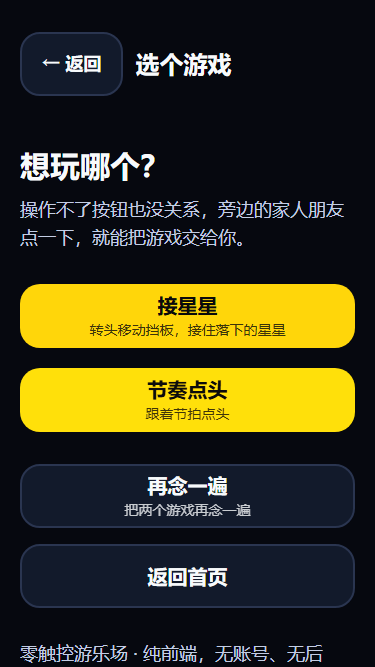 ← 返回
选个游戏
想玩哪个？
操作不了按钮也没关系，旁边的家人朋友
点一下，就能把游戏交给你。
接星星
转头移动挡板，接住落下的星星
节奏点头
跟着节拍点头
再念一遍
把两个游戏再念一遍
返回首页
零触控游乐场 · 纯前端，无账号、无后